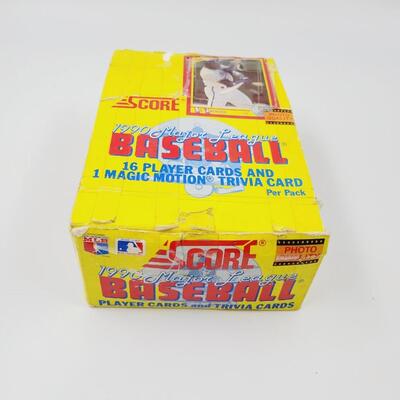 SCORE
1990 Major League
BASEBALL®
16 PLAYER CARDS AND
1 MAGIC MOTION® TRIVIA CARD
Per Pack
SCORE®
1990 Major League
BASEBALL®
PLAYER CARDS AND TRIVIA CARDS
PHOTO